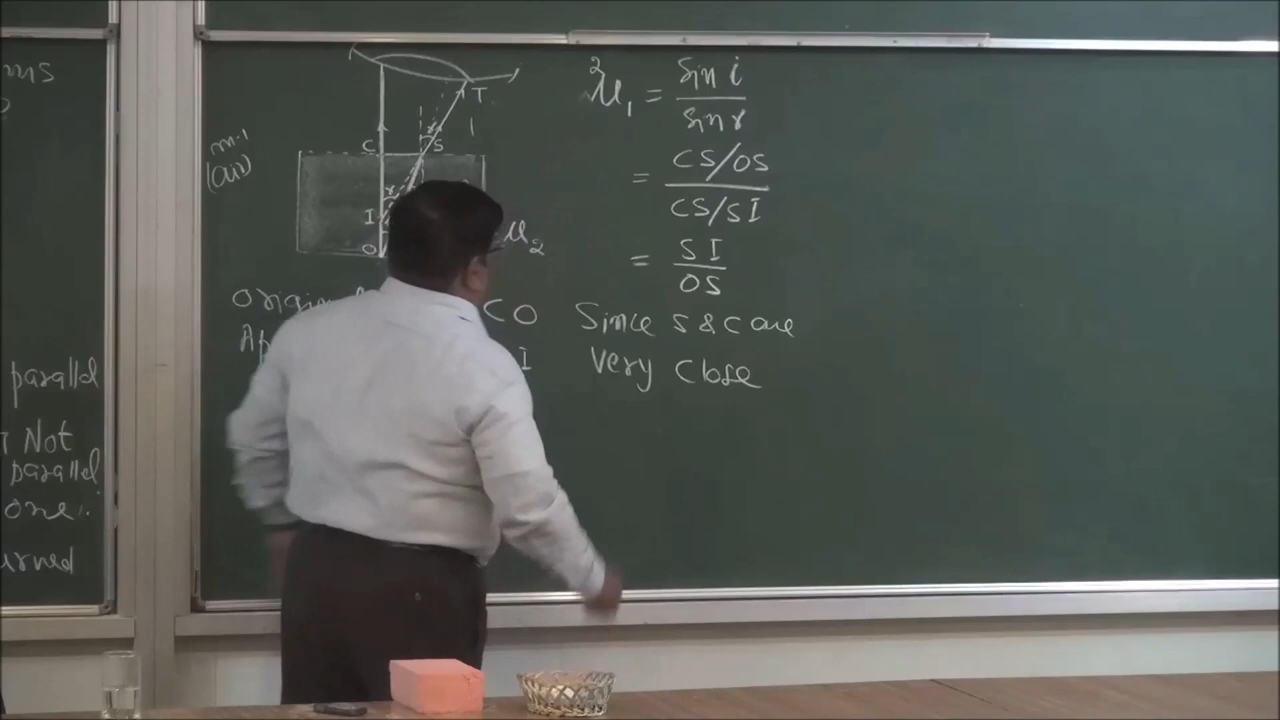 parallel
Not
parallel
one.
m-1
(air)
T
C
S
r
I
O
μ2
CO
I
²μ₁ = Sin i / Sin r
= CS/OS / CS/SI
= SI / OS
Since S & C are
Very Close